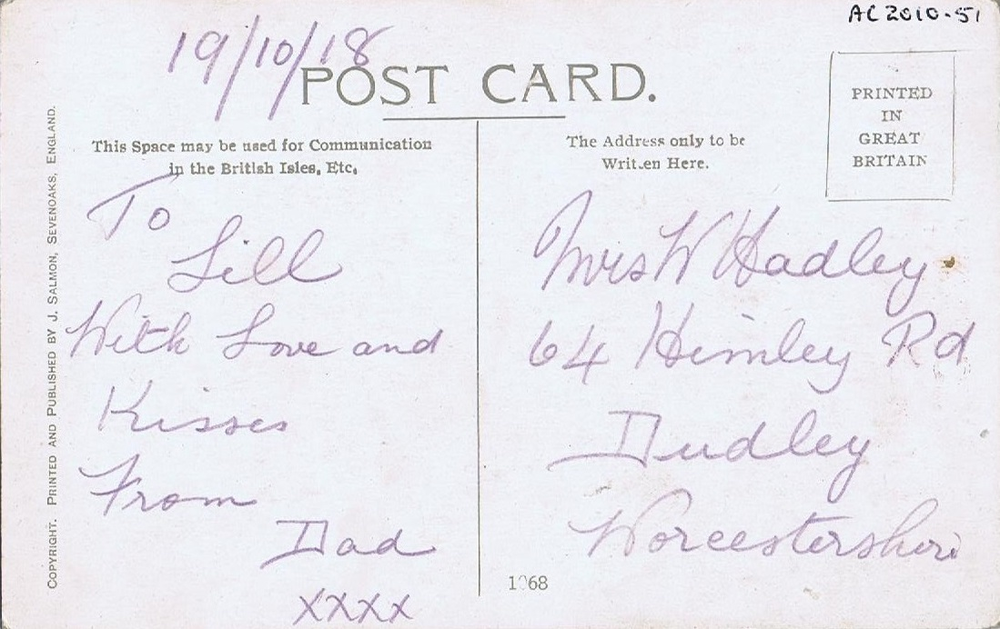 AC2010-51
19/10/18
POST CARD.
This Space may be used for Communication
in the British Isles, Etc.
The Address only to be
Writ.en Here.
PRINTED
IN
GREAT
BRITAIN
To
Lill
With Love and
Kisses
From
Dad
XXXX
Mrs W Hadley
64 Himley Rd
Dudley
Worcestershire
1068
COPYRIGHT. PRINTED AND PUBLISHED BY J. SALMON, SEVENOAKS, ENGLAND.